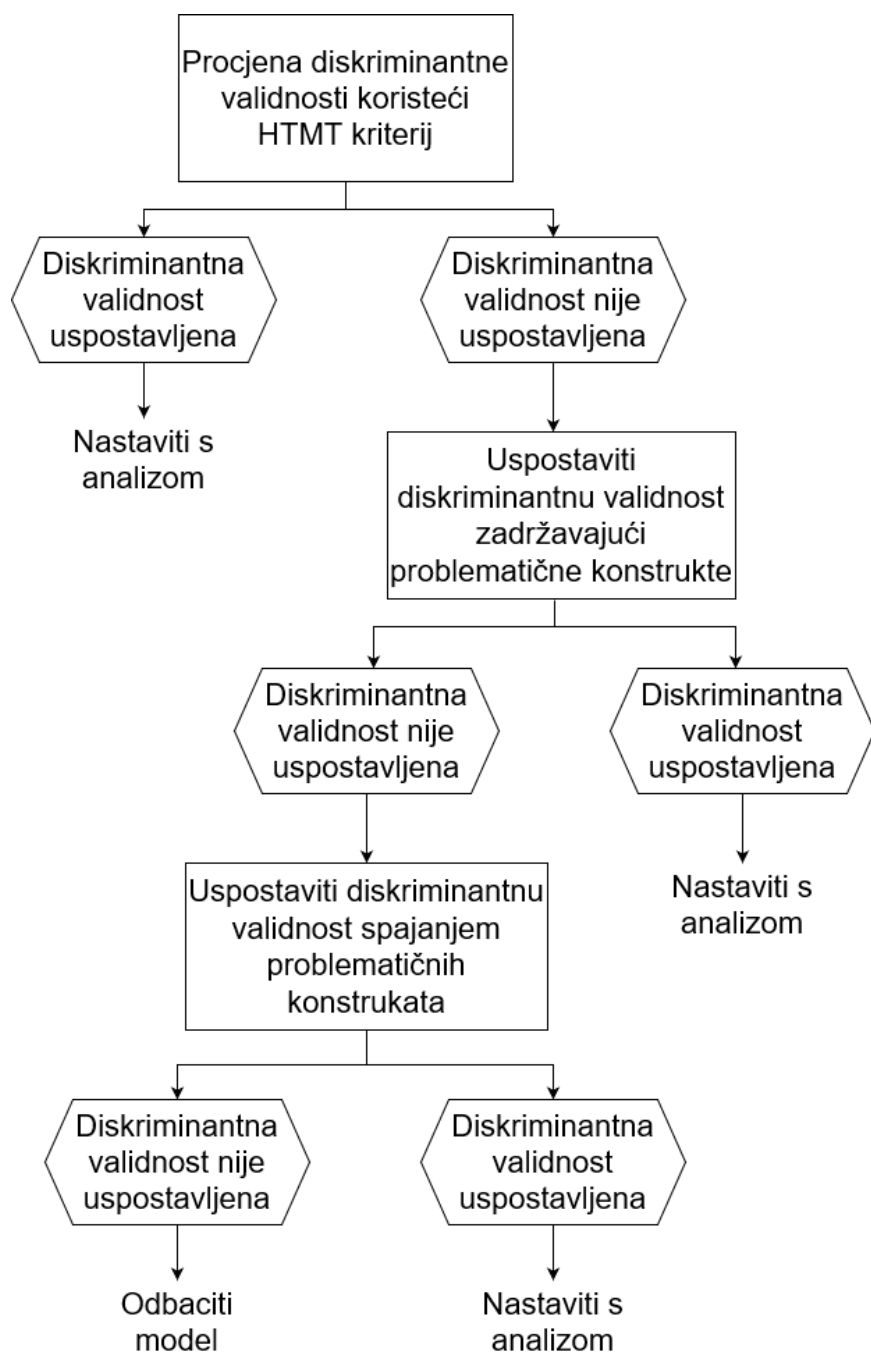 Procjena diskriminantne
validnosti koristeći
HTMT kriterij
Diskriminantna
validnost
uspostavljena
Diskriminantna
validnost nije
uspostavljena
Nastaviti s
analizom
Uspostaviti
diskriminantnu validnost
zadržavajući
problematične konstrukte
Diskriminantna
validnost nije
uspostavljena
Diskriminantna
validnost
uspostavljena
Uspostaviti diskriminantnu
validnost spajanjem
problematičnih
konstrukata
Nastaviti s
analizom
Diskriminantna
validnost nije
uspostavljena
Diskriminantna
validnost
uspostavljena
Odbaciti
model
Nastaviti s
analizom